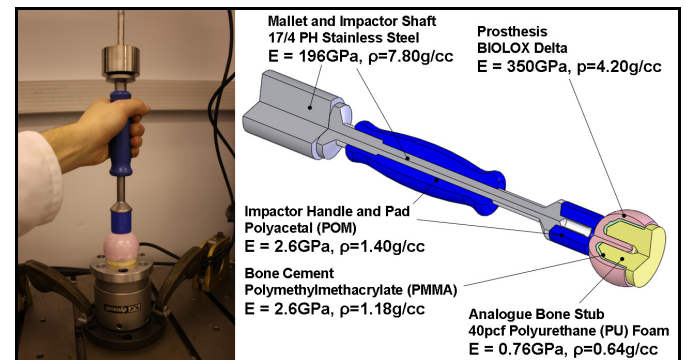 Mallet and Impactor Shaft
17/4 PH Stainless Steel
E = 196GPa, ρ=7.80g/cc
Prosthesis
BIOLOX Delta
E = 350GPa, p=4.20g/cc
Impactor Handle and Pad
Polyacetal (POM)
E = 2.6GPa, ρ=1.40g/cc
Bone Cement
Polymethylmethacrylate (PMMA)
E = 2.6GPa, ρ=1.18g/cc
Analogue Bone Stub
40pcf Polyurethane (PU) Foam
E = 0.76GPa, ρ=0.64g/cc